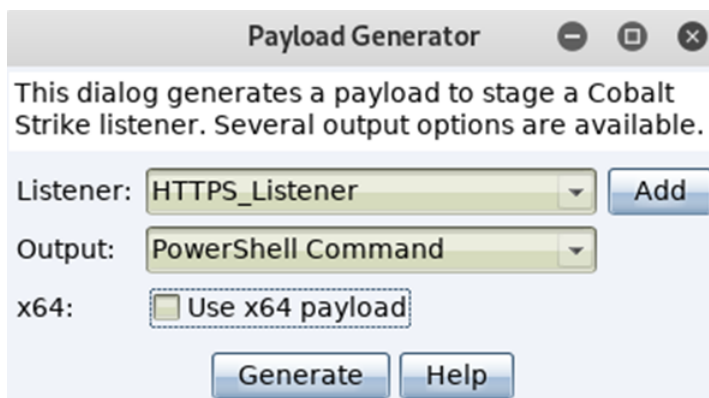 Payload Generator
This dialog generates a payload to stage a Cobalt
Strike listener. Several output options are available.
Listener: HTTPS_Listener Add
Output: PowerShell Command
x64: Use x64 payload
Generate Help